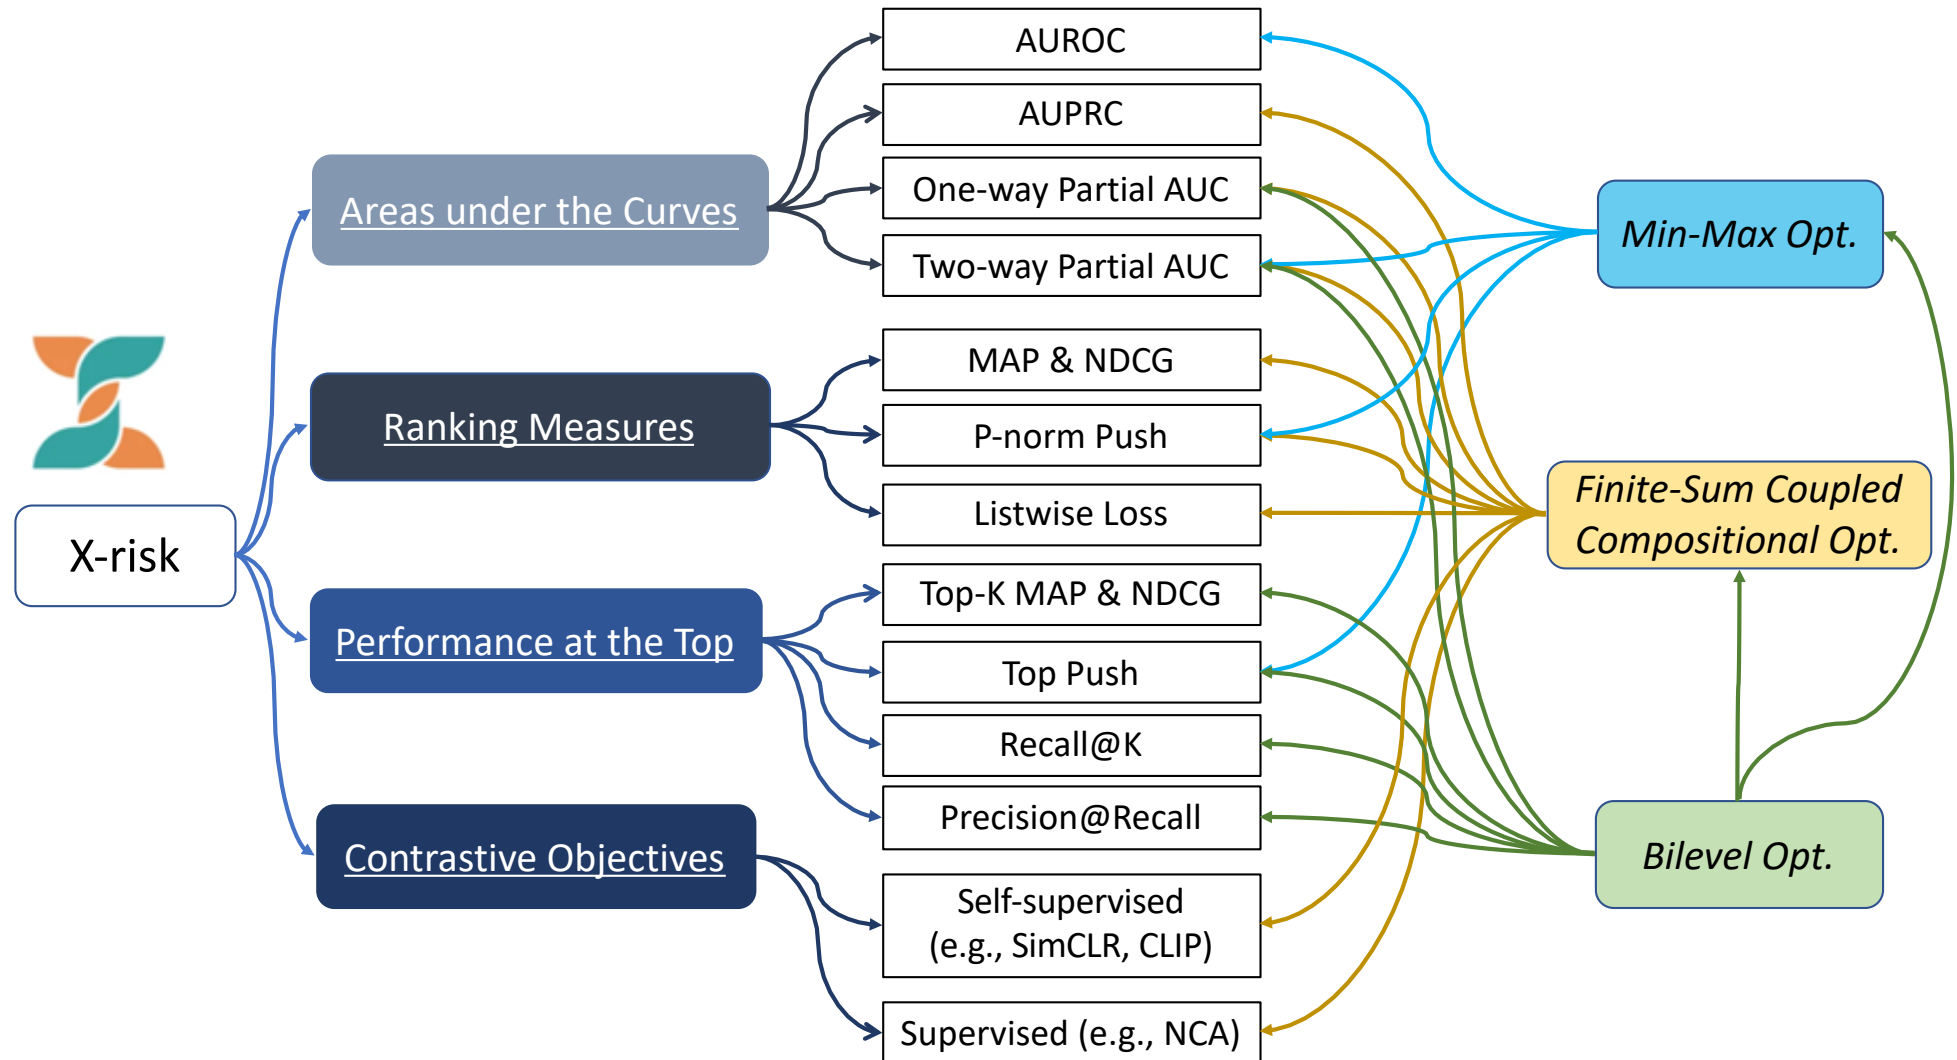 X-risk
Areas under the Curves
Ranking Measures
Performance at the Top
Contrastive Objectives
AUROC
AUPRC
One-way Partial AUC
Two-way Partial AUC
MAP & NDCG
P-norm Push
Listwise Loss
Top-K MAP & NDCG
Top Push
Recall@K
Precision@Recall
Self-supervised
(e.g., SimCLR, CLIP)
Supervised (e.g., NCA)
Min-Max Opt.
Finite-Sum Coupled
Compositional Opt.
Bilevel Opt.